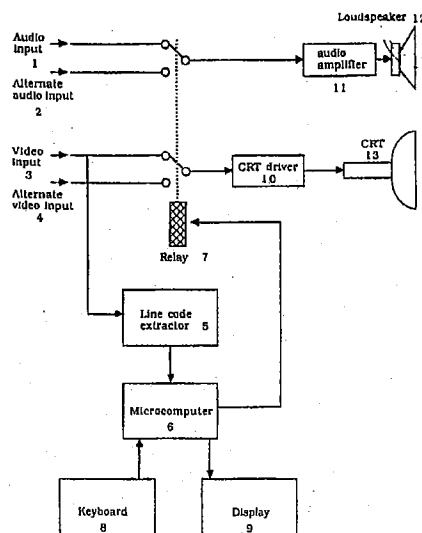 Loudspeaker 12
Audio
input
1
audio
amplifier
11
Alternate
audio input
2
Video
input
3
CRT
13
CRT driver
10
Alternate
video input
4
Relay 7
Line code
extractor 5
Microcomputer
6
Keyboard
8
Display
9